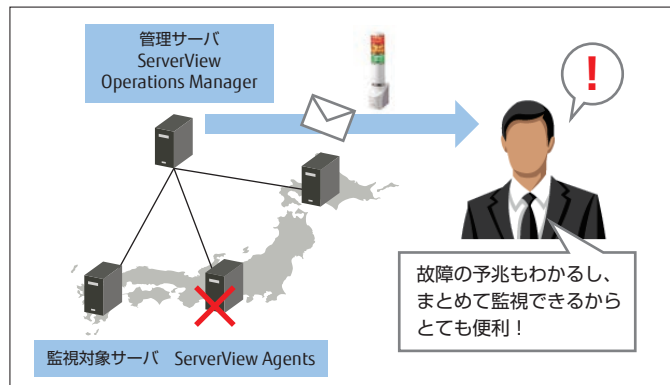 管理サーバ
ServerView
Operations Manager
!
故障の予兆もわかるし、
まとめて監視できるから
とても便利！
監視対象サーバ　ServerView Agents